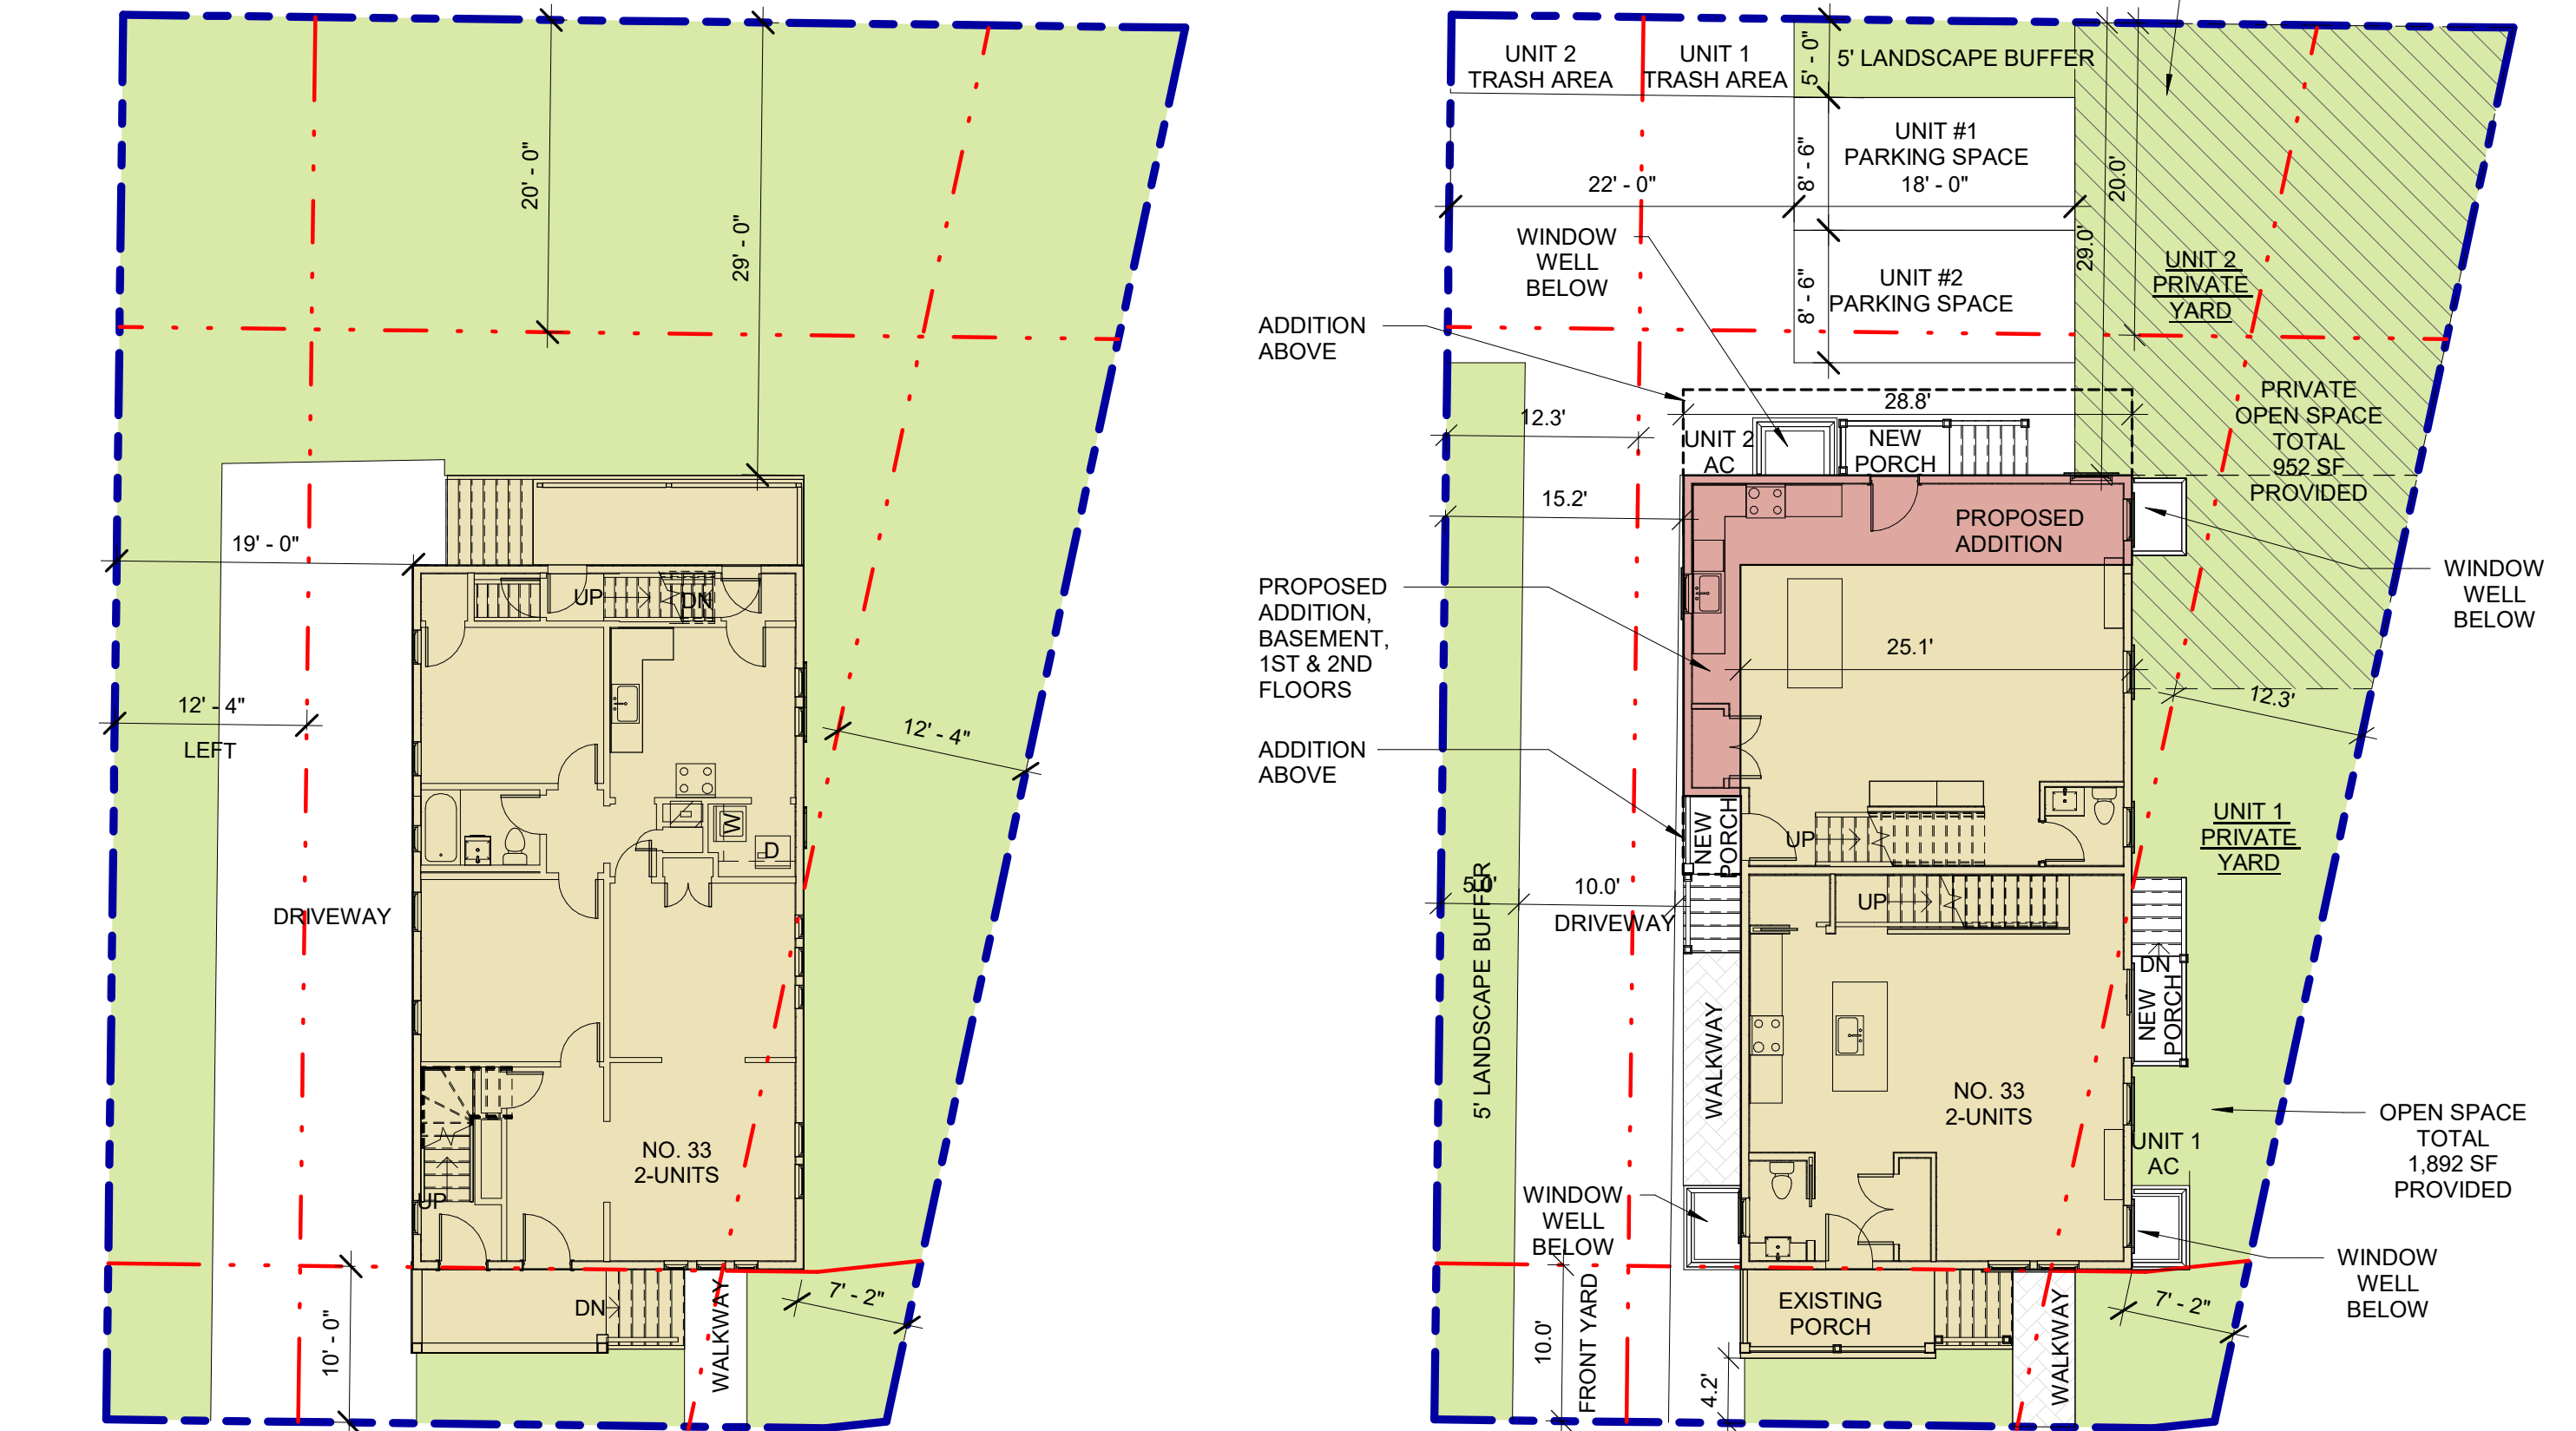 20' - 0"
29' - 0"
19' - 0"
UP
DN
12' - 4"
LEFT
12' - 4"
W
D
DRIVEWAY
NO. 33
2-UNITS
UP
DN
WALKWAY
7' - 2"
10' - 0"
UNIT 2
TRASH AREA
UNIT 1
TRASH AREA
5' - 0"
5' LANDSCAPE BUFFER
UNIT #1
PARKING SPACE
18' - 0"
8' - 6"
22' - 0"
20.0'
29.0'
WINDOW
WELL
BELOW
UNIT #2
PARKING SPACE
8' - 6"
UNIT 2
PRIVATE
YARD
ADDITION
ABOVE
PRIVATE
OPEN SPACE
TOTAL
952 SF
PROVIDED
28.8'
12.3'
UNIT 2
AC
NEW
PORCH
15.2'
PROPOSED
ADDITION
WINDOW
WELL
BELOW
PROPOSED
ADDITION,
BASEMENT,
1ST & 2ND
FLOORS
25.1'
12.3'
ADDITION
ABOVE
NEW
PORCH
UP
UNIT 1
PRIVATE
YARD
5.0'
10.0'
DRIVEWAY
UP
5' LANDSCAPE BUFFER
WALKWAY
DN
NEW
PORCH
NO. 33
2-UNITS
UNIT 1
AC
OPEN SPACE
TOTAL
1,892 SF
PROVIDED
WINDOW
WELL
BELOW
WINDOW
WELL
BELOW
EXISTING
PORCH
10.0'
FRONT YARD
4.2'
WALKWAY
7' - 2"